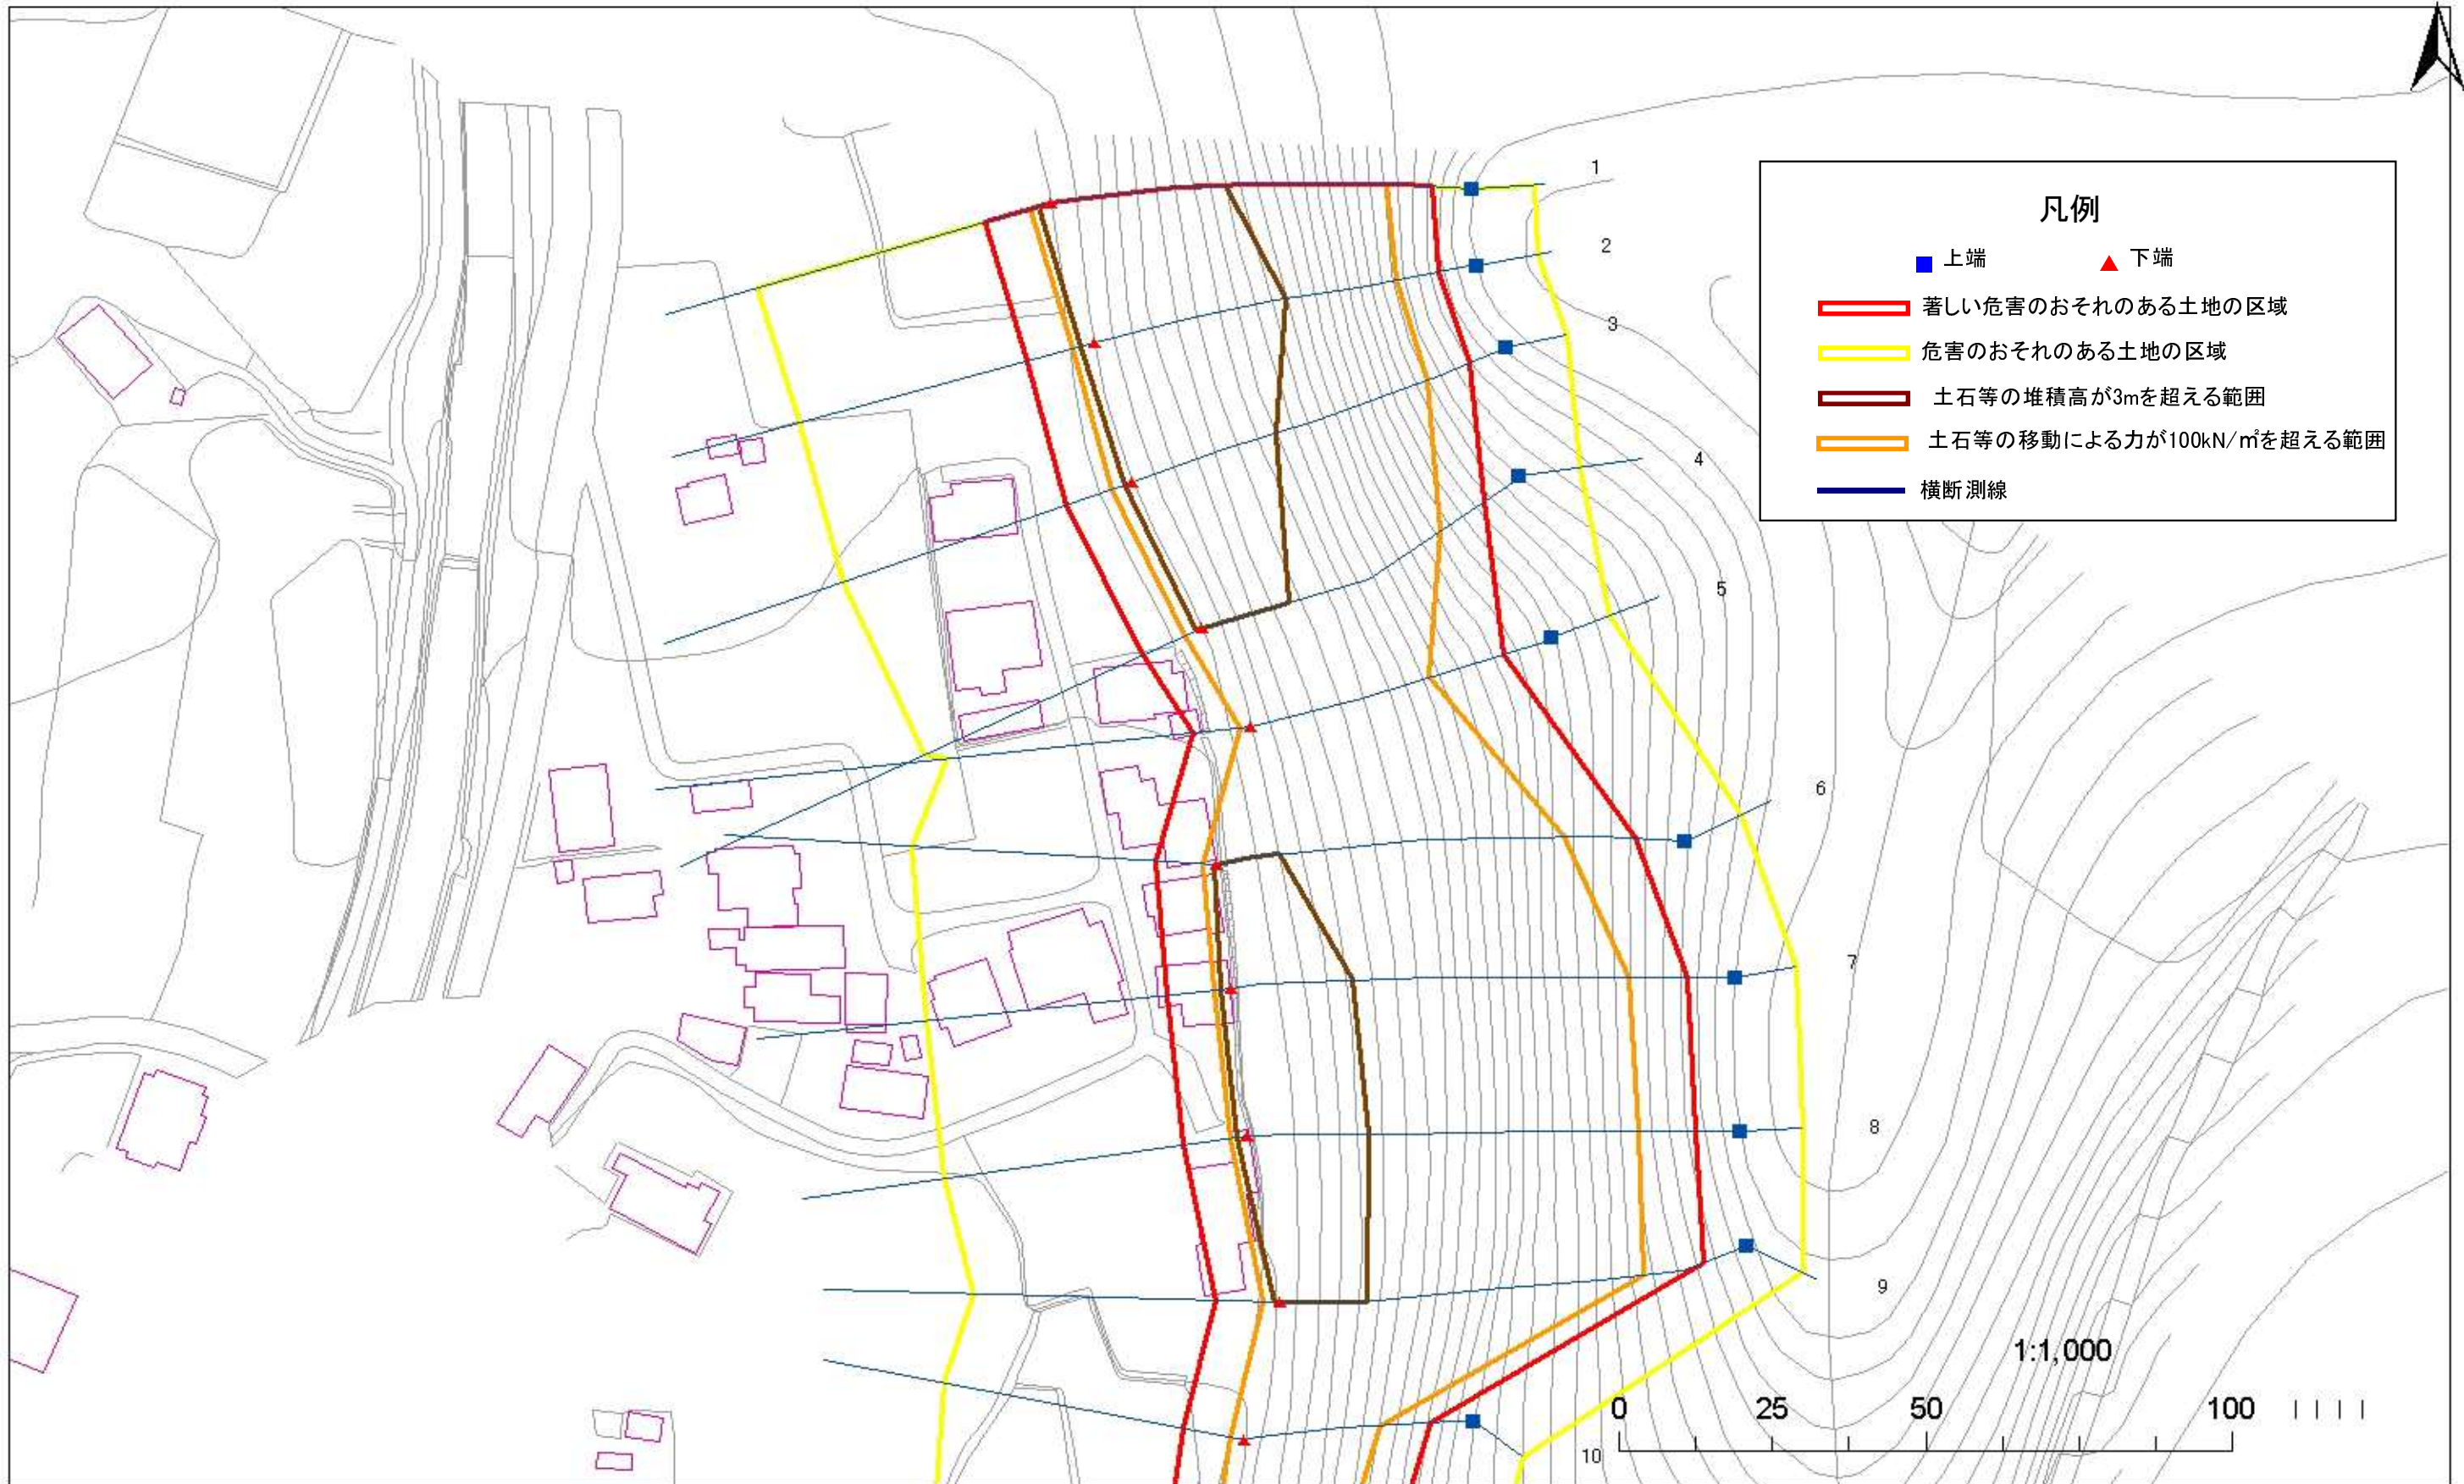 1
2
3
4
5
6
7
8
9
10
凡例
上端 下端
著しい危害のおそれのある土地の区域
危害のおそれのある土地の区域
土石等の堆積高が3mを超える範囲
土石等の移動による力が100kN/㎡を超える範囲
横断測線
1:1,000
0 25 50 100